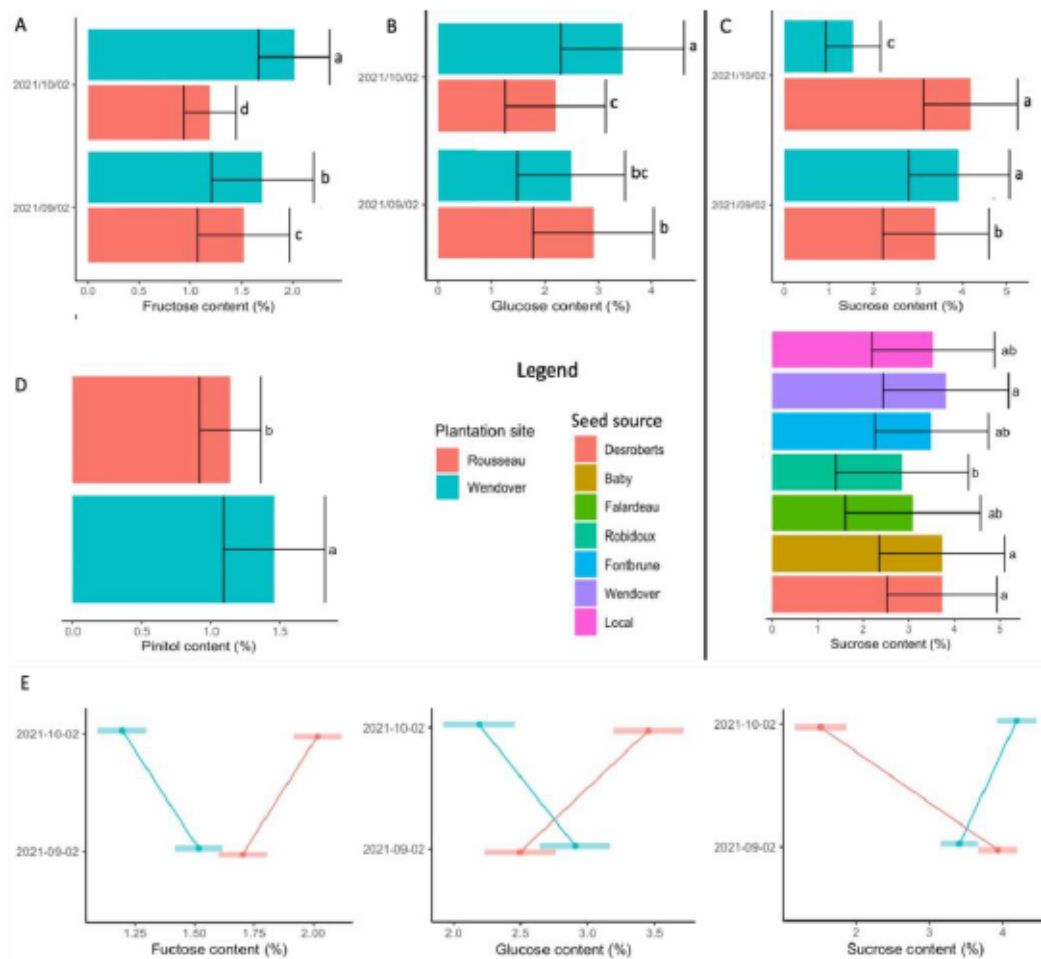 A
a
2021/10/02
d
b
2021/09/02
c
0.0 0.5 1.0 1.5 2.0
Fructose content (%)
B
a
2021/10/02
c
bc
2021/09/02
b
0 1 2 3 4
Glucose content (%)
C
c
2021/10/02
a
a
2021/09/02
b
0 1 2 3 4 5
Sucrose content (%)
D
b
a
0.0 0.5 1.0 1.5
Pinitol content (%)
Legend
Plantation site
Rousseau
Wendover
Seed source
Desroberts
Baby
Falardeau
Robidoux
Fontbrune
Wendover
Local
ab
a
ab
b
ab
a
a
0 1 2 3 4 5
Sucrose content (%)
E
2021-10-02
2021-09-02
1.25 1.50 1.75 2.00
Fuctose content (%)
2021-10-02
2021-09-02
2.0 2.5 3.0 3.5
Glucose content (%)
2021-10-02
2021-09-02
2 3 4
Sucrose content (%)